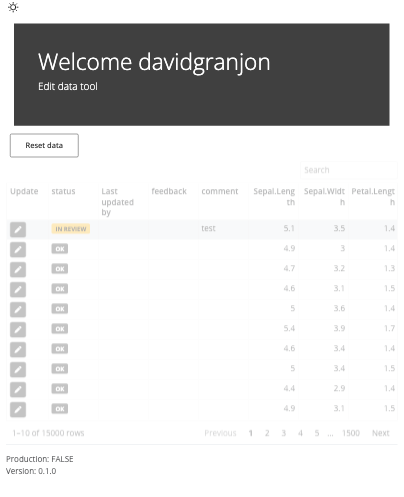 Welcome davidgranjon
Edit data tool
Reset data
Search
Update status Last updated by feedback comment Sepal.Length Sepal.Width Petal.Length
IN REVIEW test 5.1 3.5 1.4
OK 4.9 3 1.4
OK 4.7 3.2 1.3
OK 4.6 3.1 1.5
OK 5 3.6 1.4
OK 5.4 3.9 1.7
OK 4.6 3.4 1.4
OK 5 3.4 1.5
OK 4.4 2.9 1.4
OK 4.9 3.1 1.5
1–10 of 15000 rows Previous 1 2 3 4 5 ... 1500 Next
Production: FALSE
Version: 0.1.0